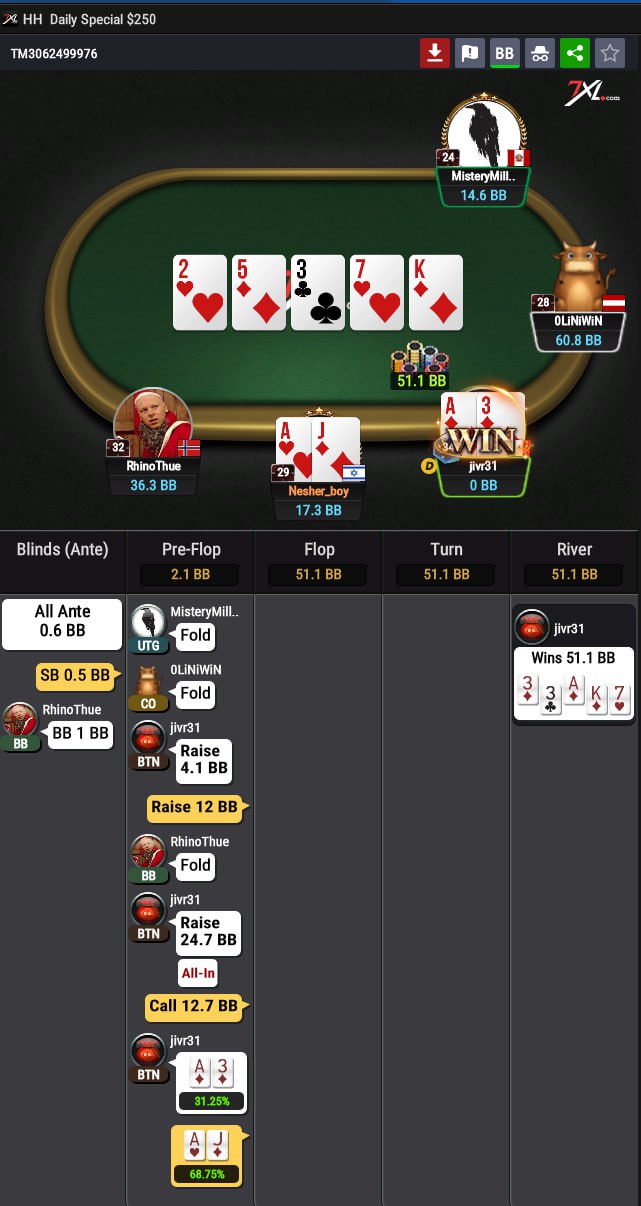 7XL HH Daily Special $250
TM3062499976
BB
7XL.com
24
MisteryMill..
14.6 BB
2
5
3
7
K
28
0LiNiWiN
60.8 BB
51.1 BB
32
RhinoThue
36.3 BB
A J
29
Nesher_boy
17.3 BB
A 3
WIN
D
jivr31
0 BB
Blinds (Ante)
All Ante
0.6 BB
SB 0.5 BB
RhinoThue
BB
BB 1 BB
Pre-Flop
2.1 BB
MisteryMill..
UTG
Fold
0LiNiWiN
CO
Fold
jivr31
BTN
Raise
4.1 BB
Raise 12 BB
RhinoThue
BB
Fold
jivr31
BTN
Raise
24.7 BB
All-In
Call 12.7 BB
jivr31
BTN
A 3
31.25%
A J
68.75%
Flop
51.1 BB
Turn
51.1 BB
River
51.1 BB
jivr31
Wins 51.1 BB
3 3 A K 7